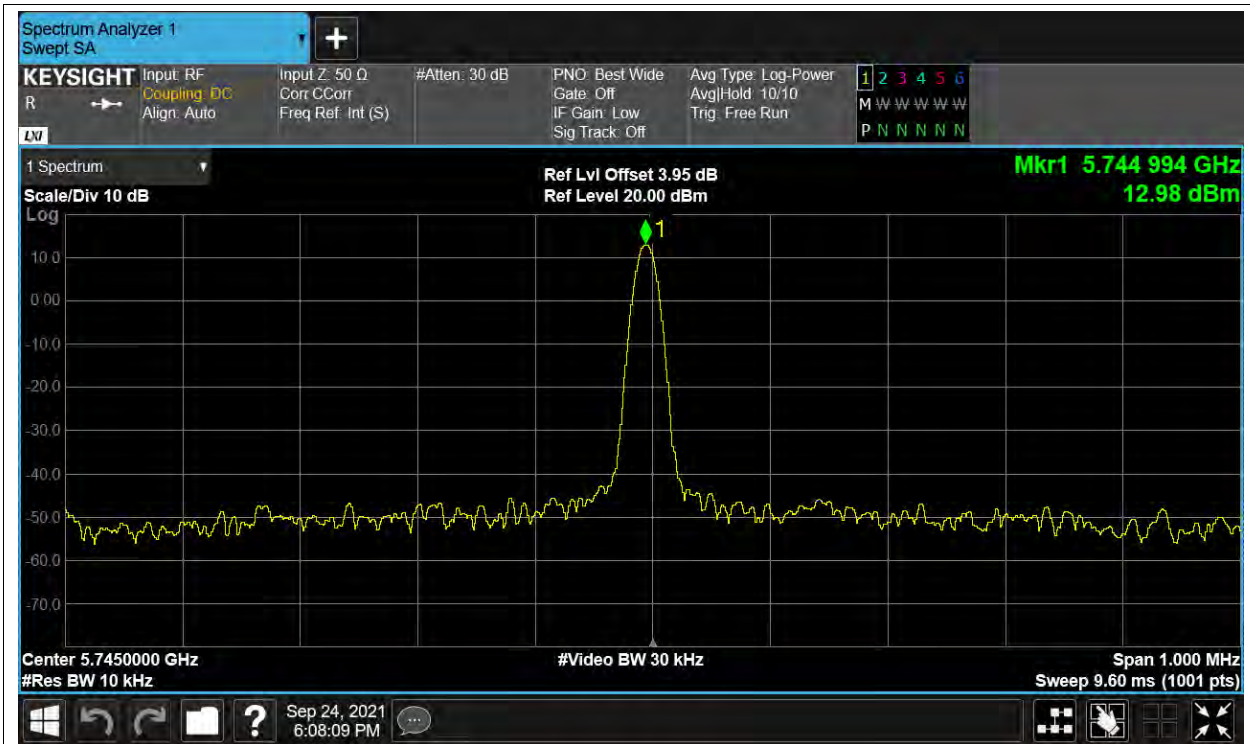 Spectrum Analyzer 1
Swept SA
+
KEYSIGHT
R
LXI
Input: RF
Coupling: DC
Align: Auto
Input Z: 50 Ω
Corr CCorr
Freq Ref: Int (S)
#Atten: 30 dB
PNO: Best Wide
Gate: Off
IF Gain: Low
Sig Track: Off
Avg Type: Log-Power
Avg|Hold: 10/10
Trig: Free Run
1 2 3 4 5 6
M W W W W W W
P N N N N N
1 Spectrum
Scale/Div 10 dB
Log
Ref Lvl Offset 3.95 dB
Ref Level 20.00 dBm
Mkr1 5.744 994 GHz
12.98 dBm
1
10.0
0.00
-10.0
-20.0
-30.0
-40.0
-50.0
-60.0
-70.0
Center 5.7450000 GHz
#Res BW 10 kHz
#Video BW 30 kHz
Span 1.000 MHz
Sweep 9.60 ms (1001 pts)
?
Sep 24, 2021
6:08:09 PM